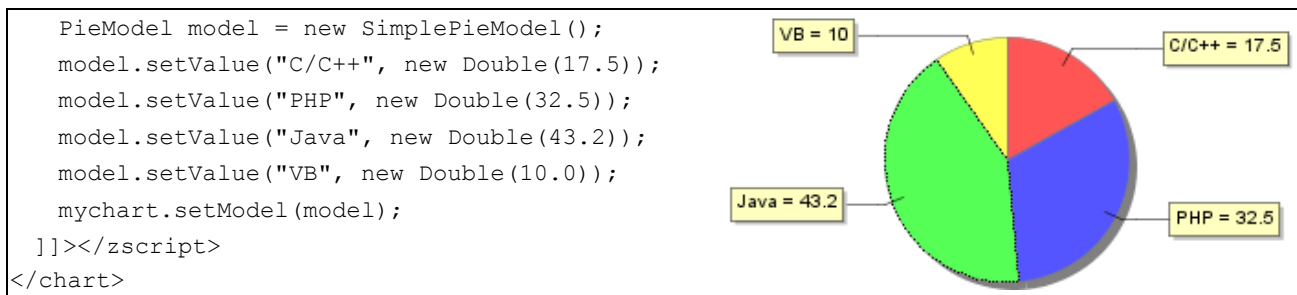 PieModel model = new SimplePieModel();
model.setValue("C/C++", new Double(17.5));
model.setValue("PHP", new Double(32.5));
model.setValue("Java", new Double(43.2));
model.setValue("VB", new Double(10.0));
mychart.setModel(model);
]]></zscript>
</chart>
VB = 10
C/C++ = 17.5
Java = 43.2
PHP = 32.5